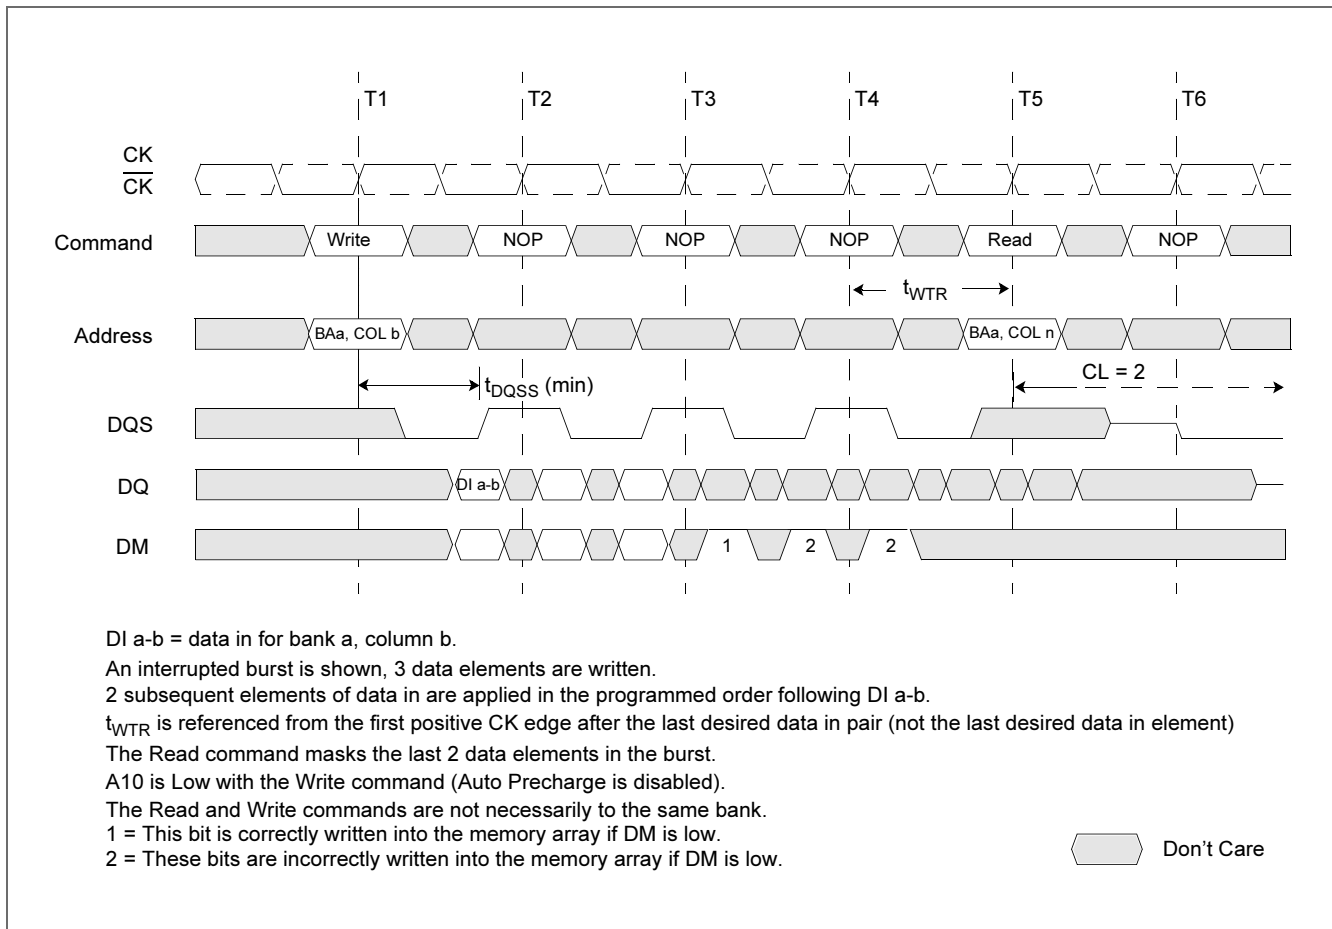 T1 T2 T3 T4 T5 T6
CK
CK
Command Write NOP NOP NOP Read NOP
tWTR
Address BAa, COL b BAa, COL n
tDQSS (min) CL = 2
DQS
DQ DI a-b
DM 1 2 2
DI a-b = data in for bank a, column b.
An interrupted burst is shown, 3 data elements are written.
2 subsequent elements of data in are applied in the programmed order following DI a-b.
tWTR is referenced from the first positive CK edge after the last desired data in pair (not the last desired data in element)
The Read command masks the last 2 data elements in the burst.
A10 is Low with the Write command (Auto Precharge is disabled).
The Read and Write commands are not necessarily to the same bank.
1 = This bit is correctly written into the memory array if DM is low.
2 = These bits are incorrectly written into the memory array if DM is low.
Don't Care